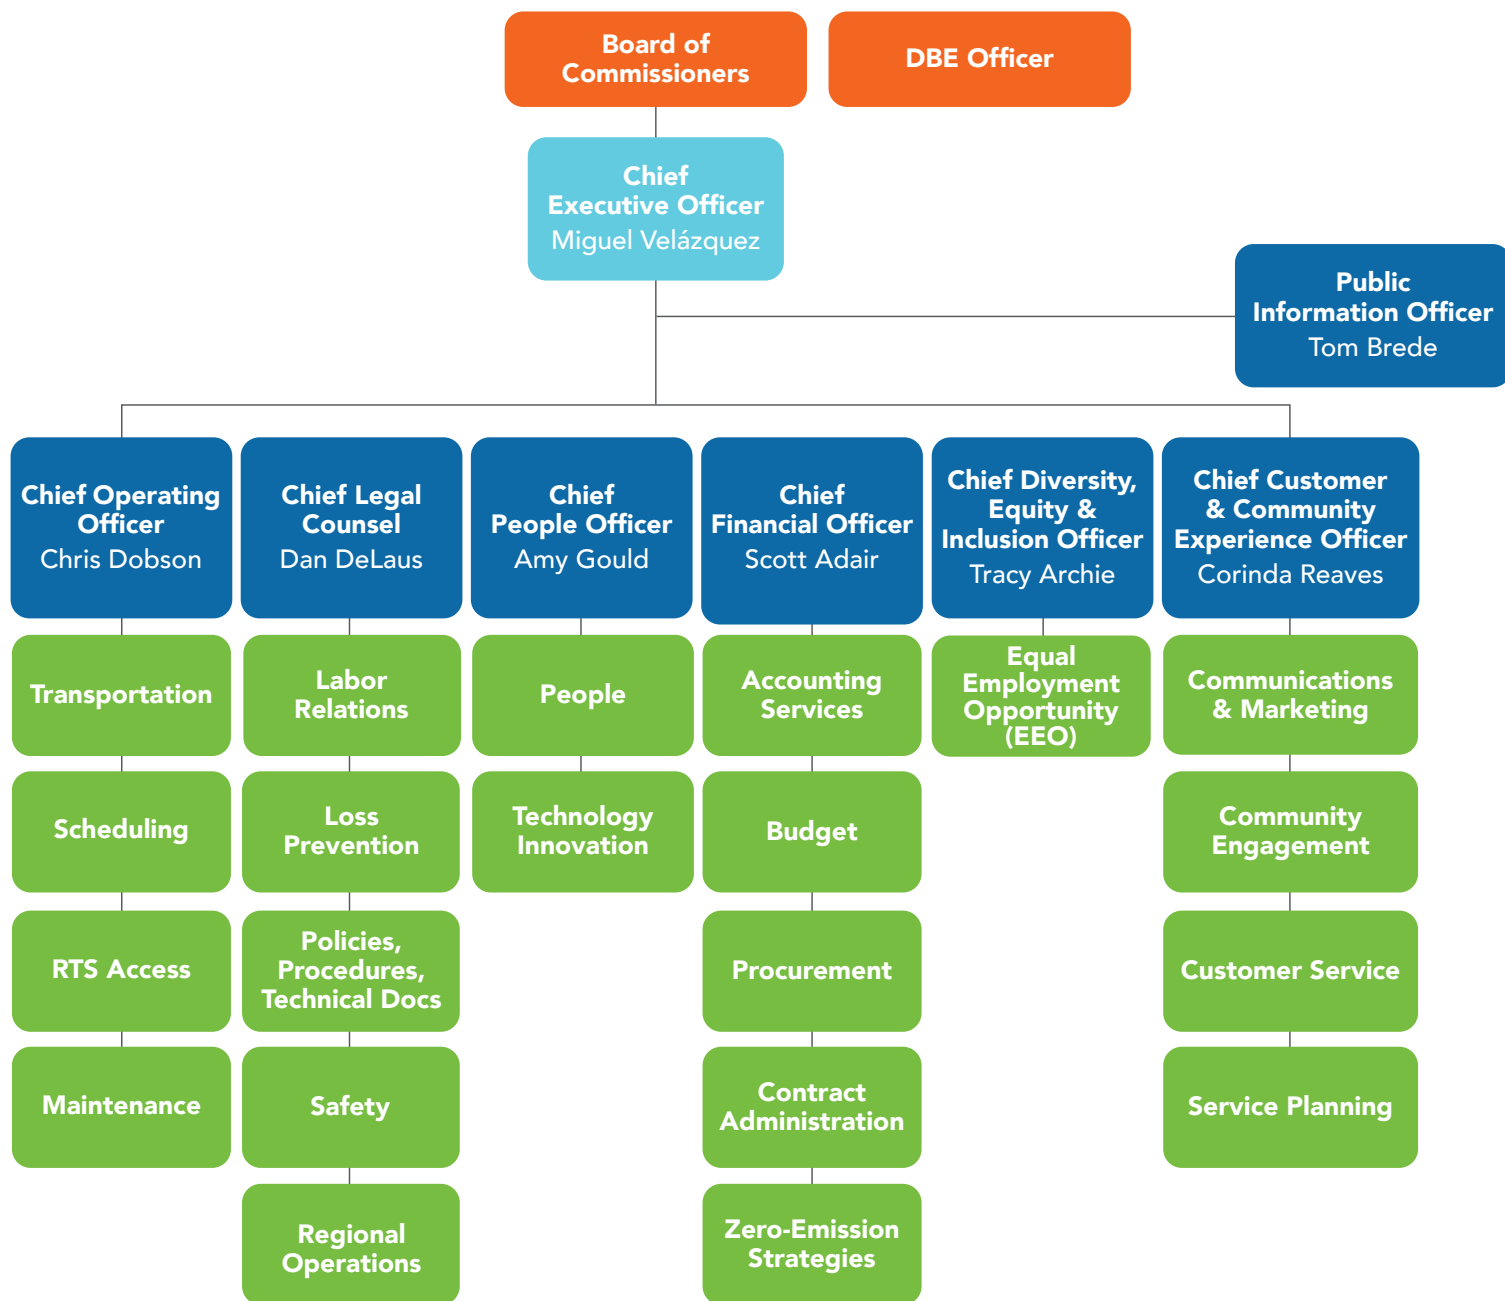 Board of
Commissioners
DBE Officer
Chief
Executive Officer
Miguel Velázquez
Public
Information Officer
Tom Brede
Chief Operating
Officer
Chris Dobson
Chief Legal
Counsel
Dan DeLaus
Chief
People Officer
Amy Gould
Chief
Financial Officer
Scott Adair
Chief Diversity,
Equity &
Inclusion Officer
Tracy Archie
Chief Customer
& Community
Experience Officer
Corinda Reaves
Transportation
Labor
Relations
People
Accounting
Services
Equal
Employment
Opportunity
(EEO)
Communications
& Marketing
Scheduling
Loss
Prevention
Technology
Innovation
Budget
Community
Engagement
RTS Access
Policies,
Procedures,
Technical Docs
Procurement
Customer Service
Maintenance
Safety
Contract
Administration
Service Planning
Regional
Operations
Zero-Emission
Strategies